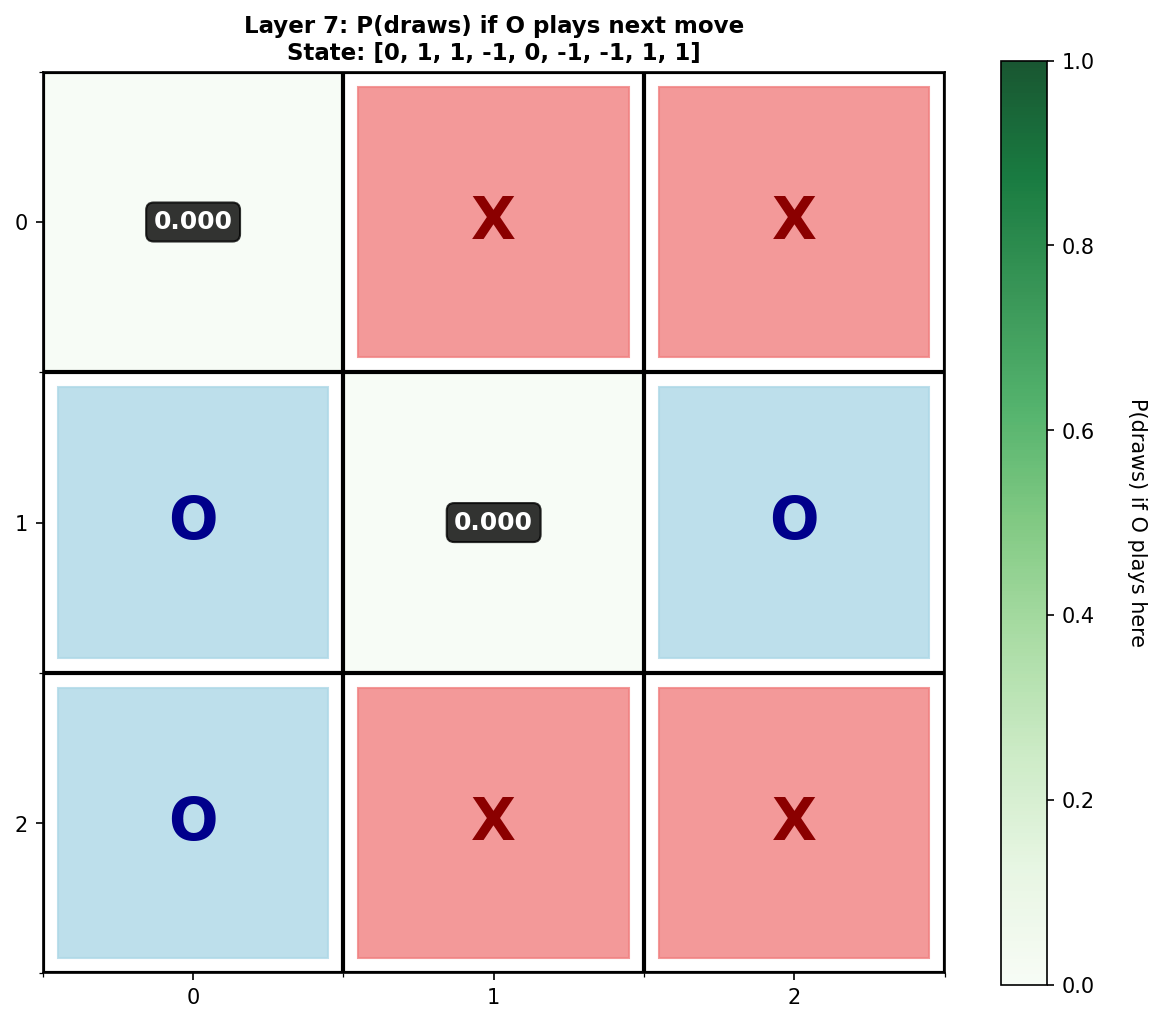 Layer 7: P(draws) if O plays next move
State: [0, 1, 1, -1, 0, -1, -1, 1, 1]
0
0.000
X
X
1
O
0.000
O
2
O
X
X
0
1
2
1.0
0.8
0.6
0.4
0.2
0.0
P(draws) if O plays here